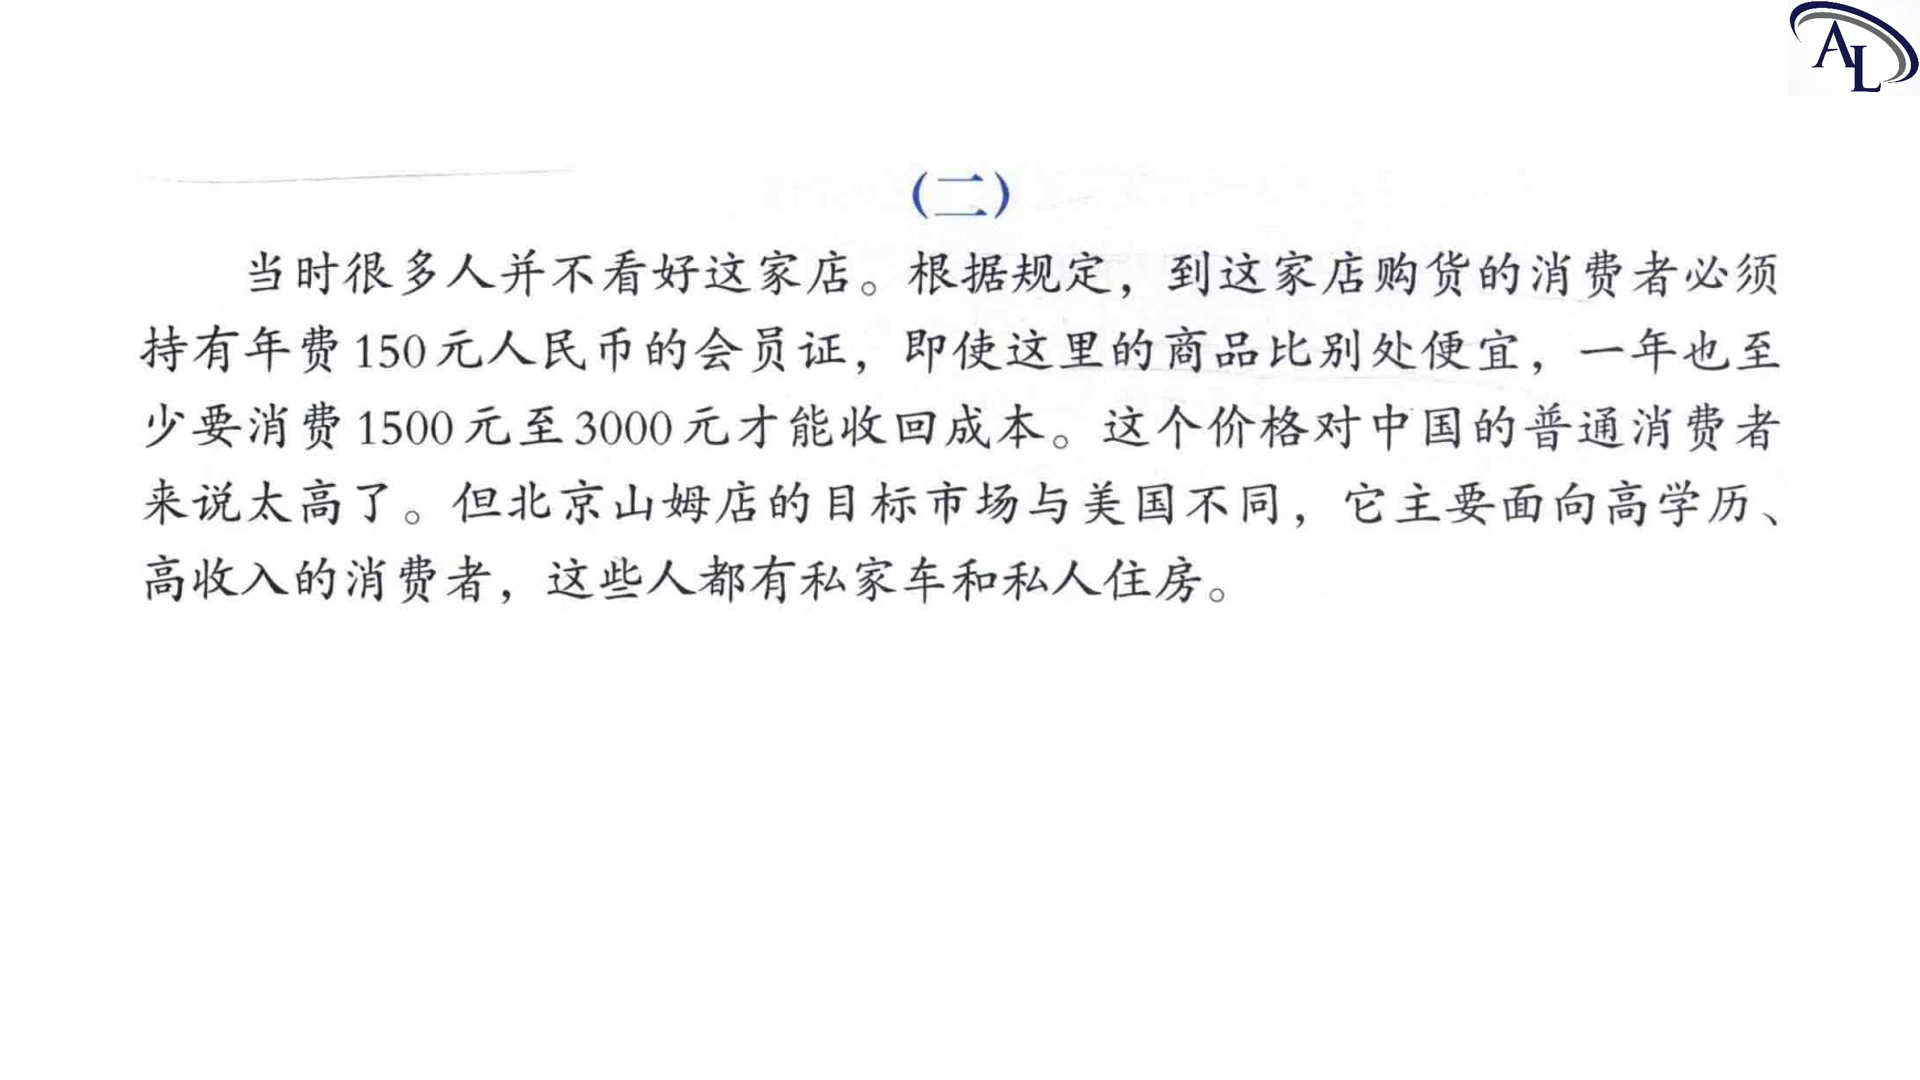 AL
（二）
当时很多人并不看好这家店。根据规定，到这家店购货的消费者必须
持有年费150元人民币的会员证，即使这里的商品比别处便宜，一年也至
少要消费1500元至3000元才能收回成本。这个价格对中国的普通消费者
来说太高了。但北京山姆店的目标市场与美国不同，它主要面向高学历、
高收入的消费者，这些人都有私家车和私人住房。